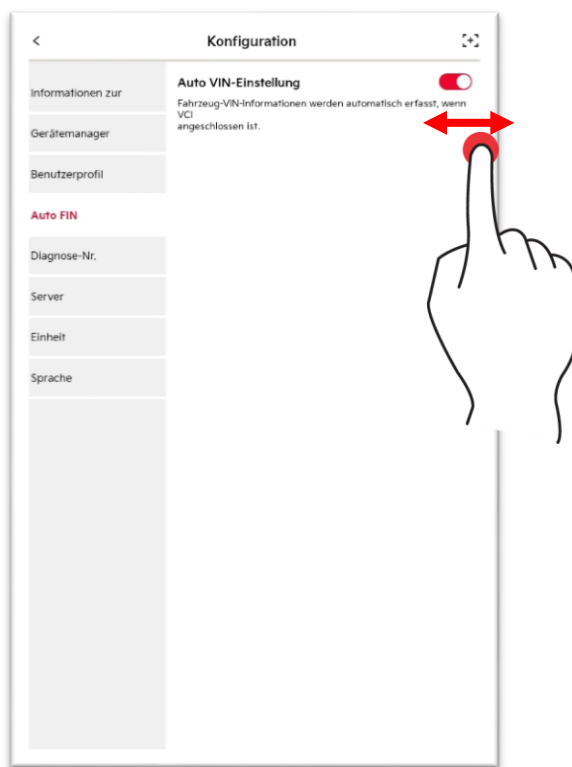 Konfiguration
Informationen zur
Gerätemanager
Benutzerprofil
Auto FIN
Diagnose-Nr.
Server
Einheit
Sprache
Auto VIN-Einstellung
Fahrzeug-VIN-Informationen werden automatisch erfasst, wenn
VCI
angeschlossen ist.